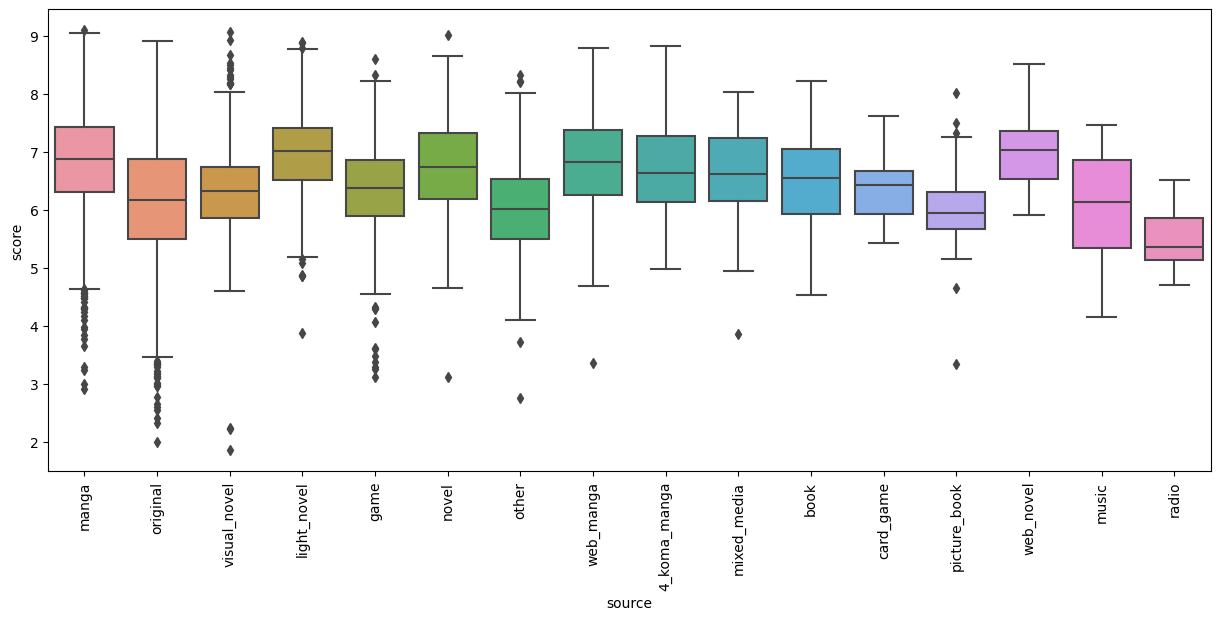 score
9
8
7
6
5
4
3
2
manga
original
visual_novel
light_novel
game
novel
other
web_manga
4_koma_manga
mixed_media
book
card_game
picture_book
web_novel
music
radio
source